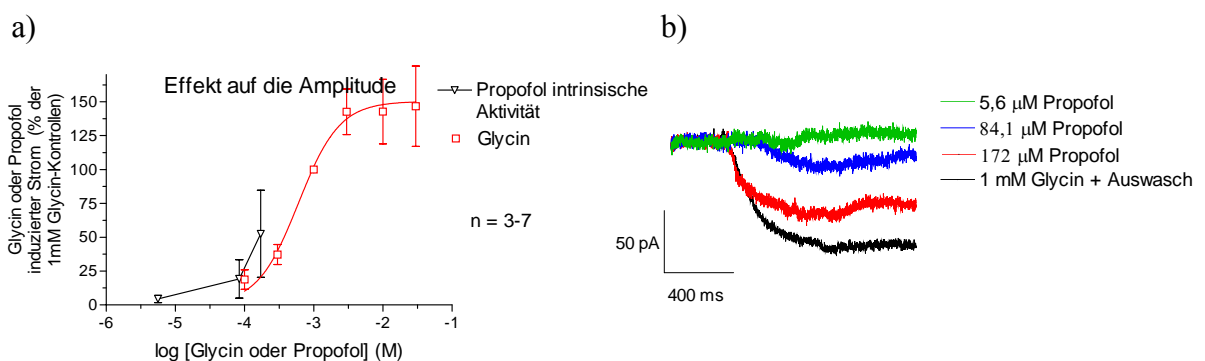 a)
Effekt auf die Amplitude
Glycin oder Propofol
induzierter Strom (% der
1mM Glycin-Kontrollen)
150
125
100
75
50
25
0
-6
-5
-4
-3
-2
-1
log [Glycin oder Propofol] (M)
Propofol intrinsische
Aktivität
Glycin
n = 3-7
b)
5,6 µM Propofol
84,1 µM Propofol
172 µM Propofol
1 mM Glycin + Auswasch
50 pA
400 ms